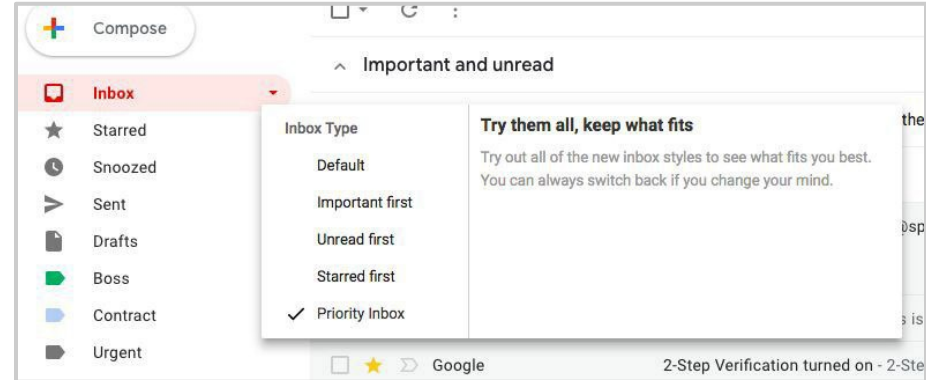 Compose
Important and unread
Inbox
Starred
Snoozed
Sent
Drafts
Boss
Contract
Urgent
Inbox Type
Default
Important first
Unread first
Starred first
Priority Inbox
Try them all, keep what fits
Try out all of the new inbox styles to see what fits you best.
You can always switch back if you change your mind.
the
@sp
s is
Google 2-Step Verification turned on - 2-Ste